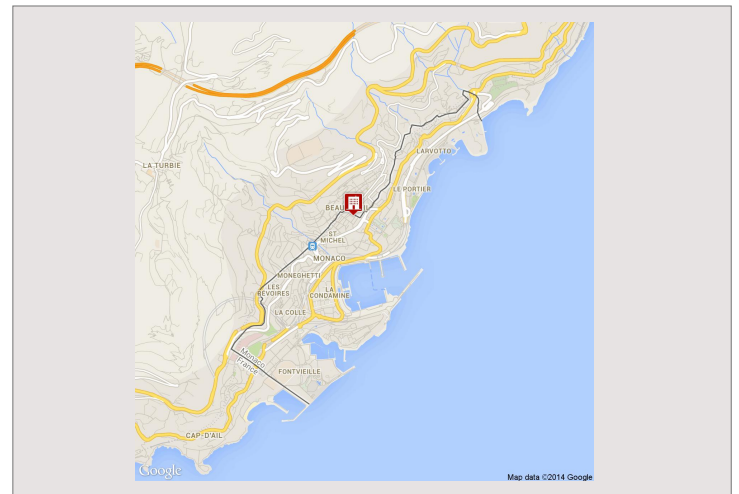 LARVOTTO
LA TURBIE
LE PORTIER
ST
MICHEL
MONACO
MONEGHETTI
LES
REVOIRES
LA
CONDAMINE
LA COLLE
Monaco
France
FONTVIEILLE
CAP-D'AIL
Google
Map data ©2014 Google